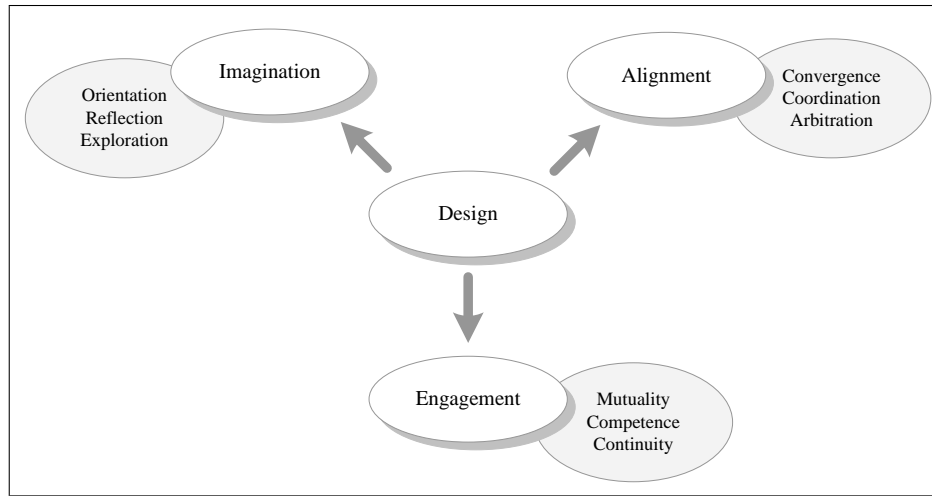 Imagination
Orientation
Reflection
Exploration
Alignment
Convergence
Coordination
Arbitration
Design
Engagement
Mutuality
Competence
Continuity